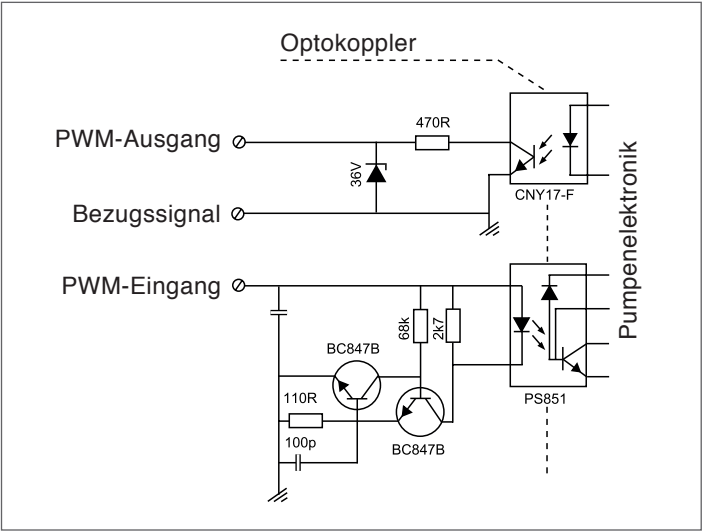 Optokoppler
470R
PWM-Ausgang
36V
CNY17-F
Bezugssignal
Pumpenelektronik
PWM-Eingang
68k
2k7
BC847B
110R
PS851
100p
BC847B